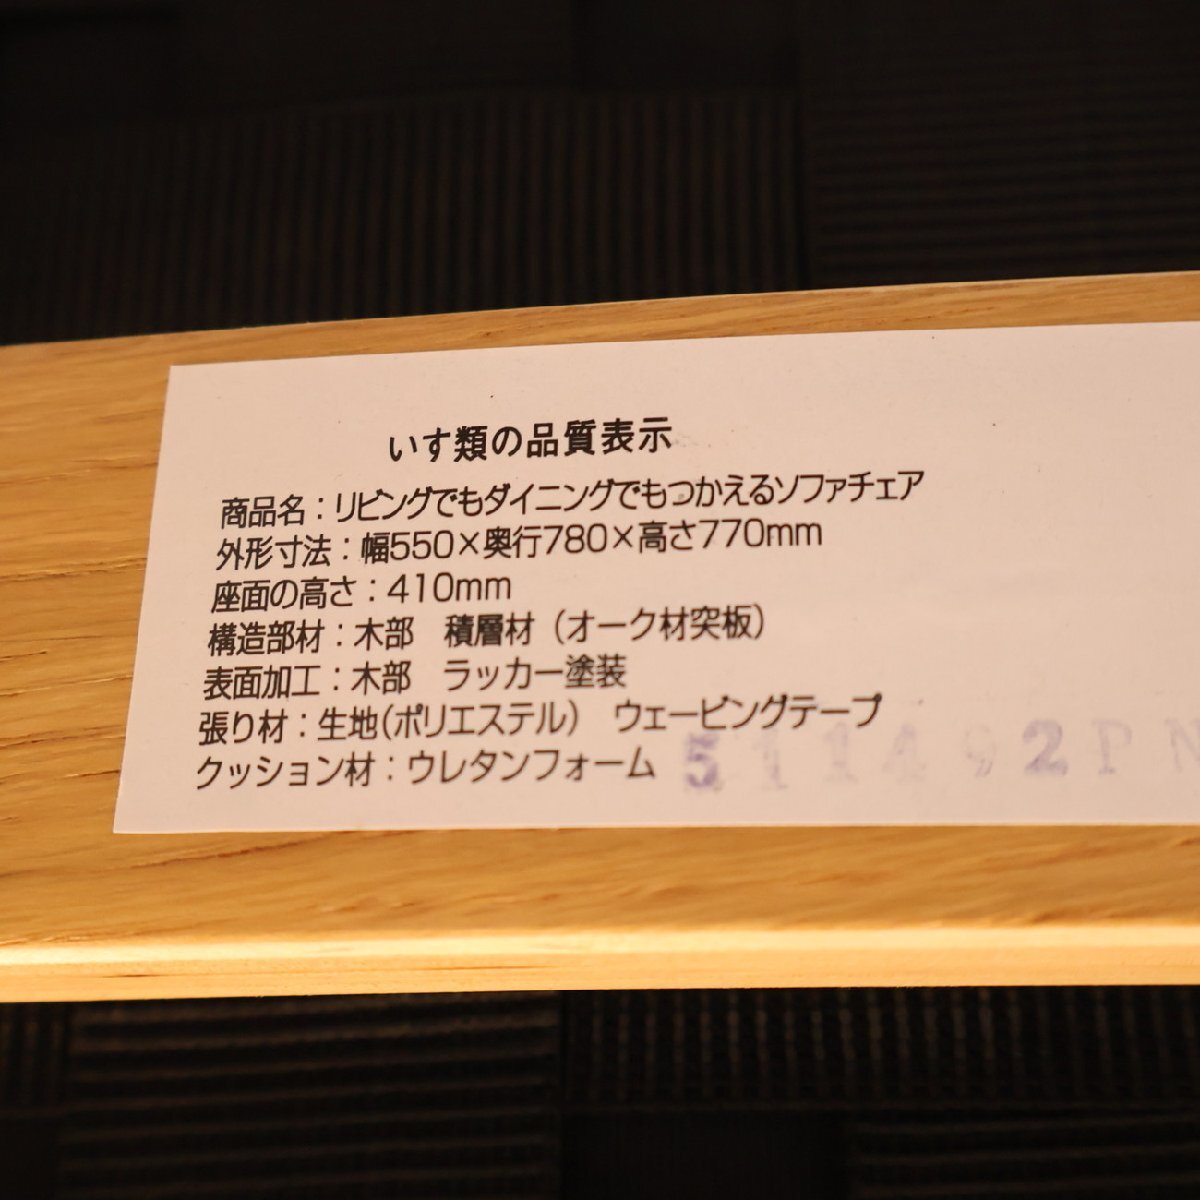 いす類の品質表示
商品名：リビングでもダイニングでもつかえるソファチェア
外形寸法：幅550×奥行780×高さ770mm
座面の高さ：410mm
構造部材：木部　積層材（オーク材突板）
表面加工：木部　ラッカー塗装
張り材：生地(ポリエステル)　ウェービングテープ
クッション材：ウレタンフォーム